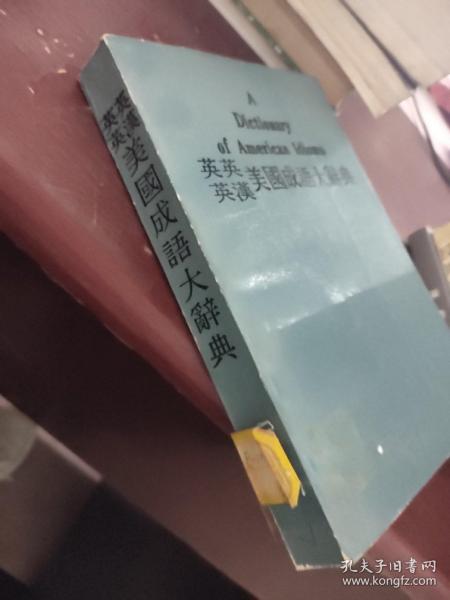 A
Dictionary
of American Idioms
英英
英漢 美國成語大辭典
英英
英漢 美國成語大辭典
孔夫子旧书网
www.kongfz.com